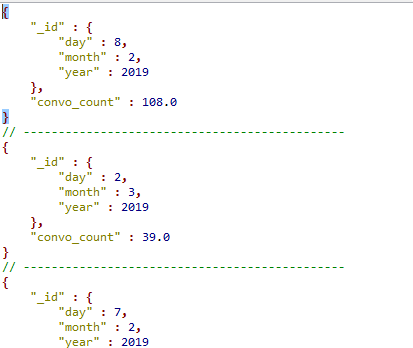 {
"_id" : {
"day" : 8,
"month" : 2,
"year" : 2019
},
"convo_count" : 108.0
}
// ----------------------------------------------
{
"_id" : {
"day" : 2,
"month" : 3,
"year" : 2019
},
"convo_count" : 39.0
}
// ----------------------------------------------
{
"_id" : {
"day" : 7,
"month" : 2,
"year" : 2019